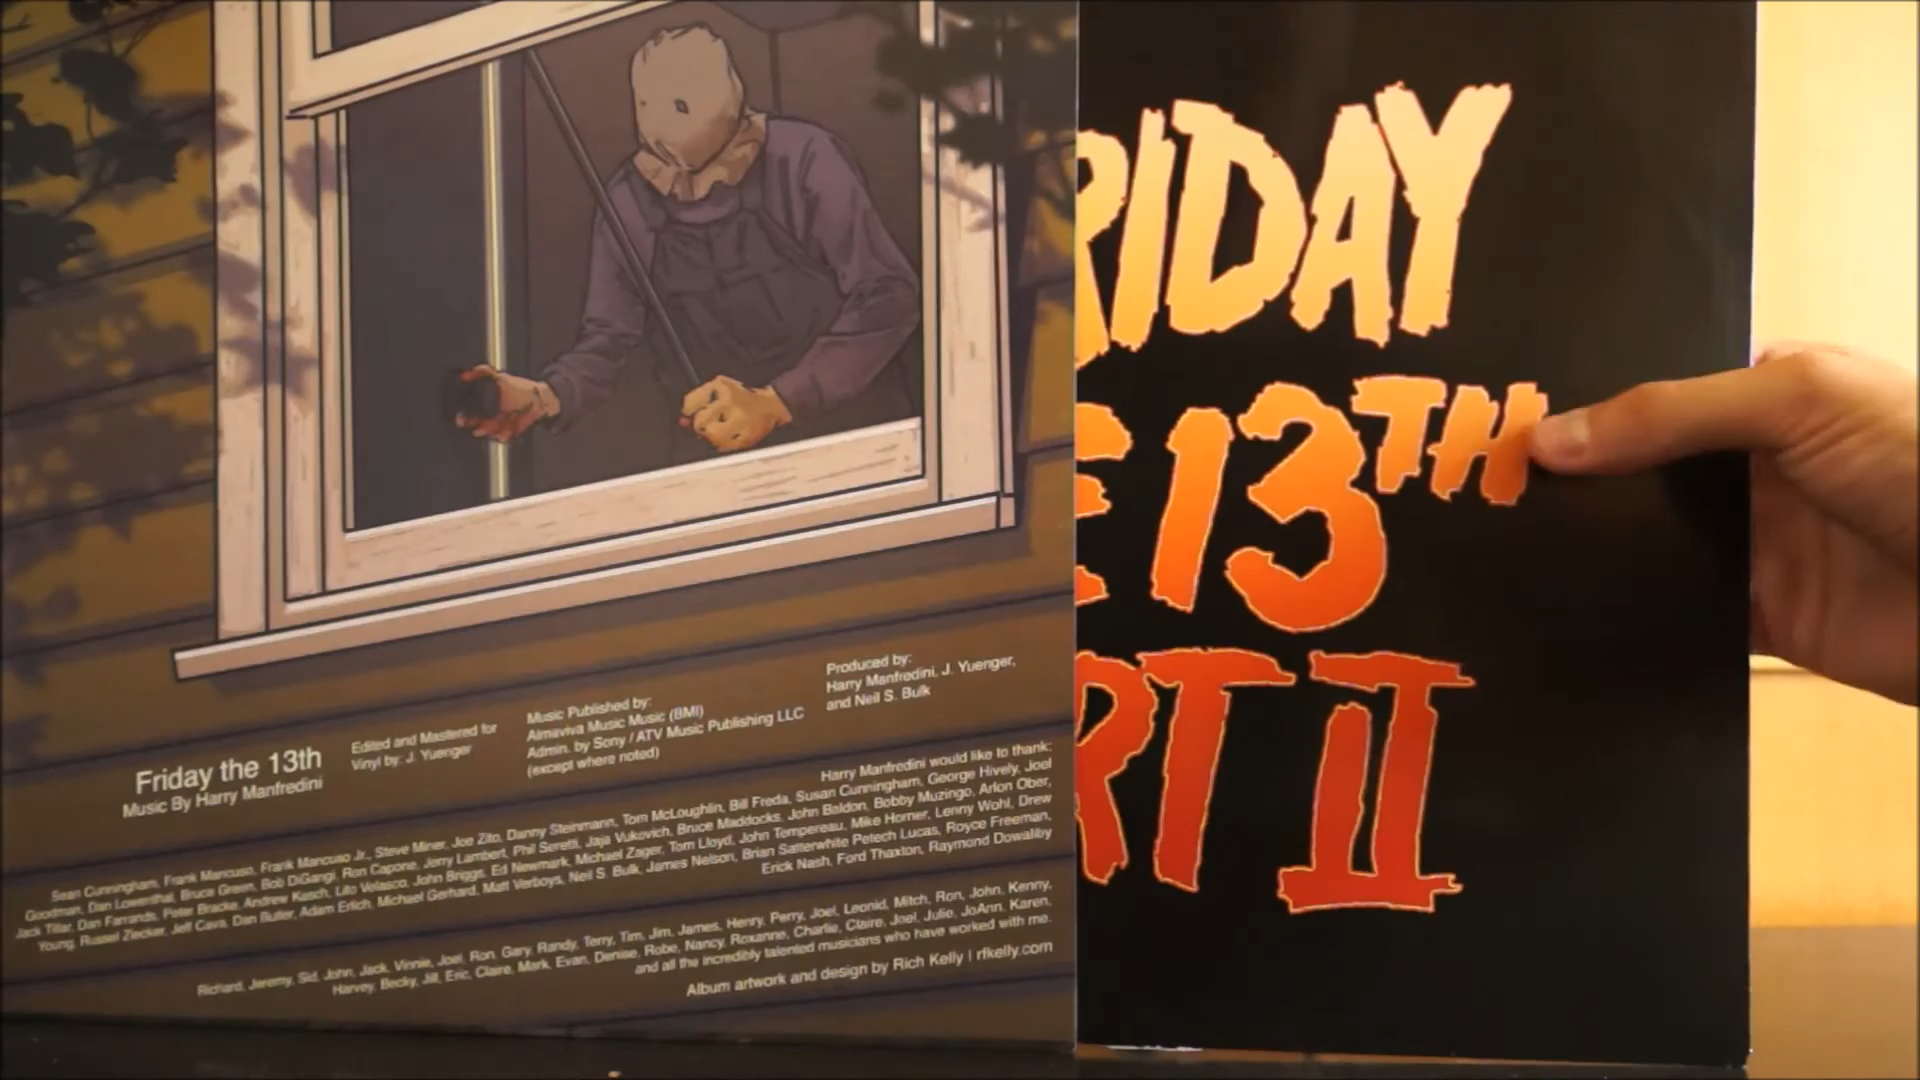 Friday the 13th
Music By Harry Manfredini
Edited and Mastered for
Vinyl by: J. Yuenger
Music Published by:
Almaviva Music Music (BMI)
Admin. by Sony / ATV Music Publishing LLC
(except where noted)
Produced by:
Harry Manfredini, J. Yuenger,
and Neil S. Bulk
Harry Manfredini would like to thank:
Sean Cunningham, Frank Mancuso, Frank Mancuso Jr., Steve Miner, Joe Zito, Danny Steinmann, Tom McLoughlin, Bill Freda, Susan Cunningham, George Hively, Joel
Goodman, Dan Lowenthal, Bruce Green, Bob DiGangi, Ron Capone, Jerry Lambert, Phil Seretti, Jaja Vukovich, Bruce Maddocks, John Baldon, Bobby Muzingo, Arlon Ober,
Jack Tillar, Dan Farrands, Peter Bracke, Andrew Kasch, Lito Velasco, John Briggs, Ed Newmark, Michael Zager, Tom Lloyd, John Tempereau, Mike Horner, Lenny Wohl, Drew
Young, Russel Ziecker, Jeff Cava, Dan Butler, Adam Erlich, Michael Gerhard, Matt Verboys, Neil S. Bulk, James Nelson, Brian Satterwhite Petech Lucas, Royce Freeman,
Erick Nash, Ford Thaxton, Raymond Dowaliby
Richard, Jeremy, Sid, John, Jack, Vinnie, Joel, Ron, Gary, Randy, Terry, Tim, Jim, James, Henry, Perry, Joel, Leonid, Mitch, Ron, John, Kenny,
Harvey, Becky, Jill, Eric, Claire, Mark, Evan, Denise, Robe, Nancy, Roxanne, Charlie, Claire, Joel, Julie, JoAnn, Karen,
and all the incredibly talented musicians who have worked with me.
Album artwork and design by Rich Kelly | rfkelly.com
RIDAY
E 13TH
RT II